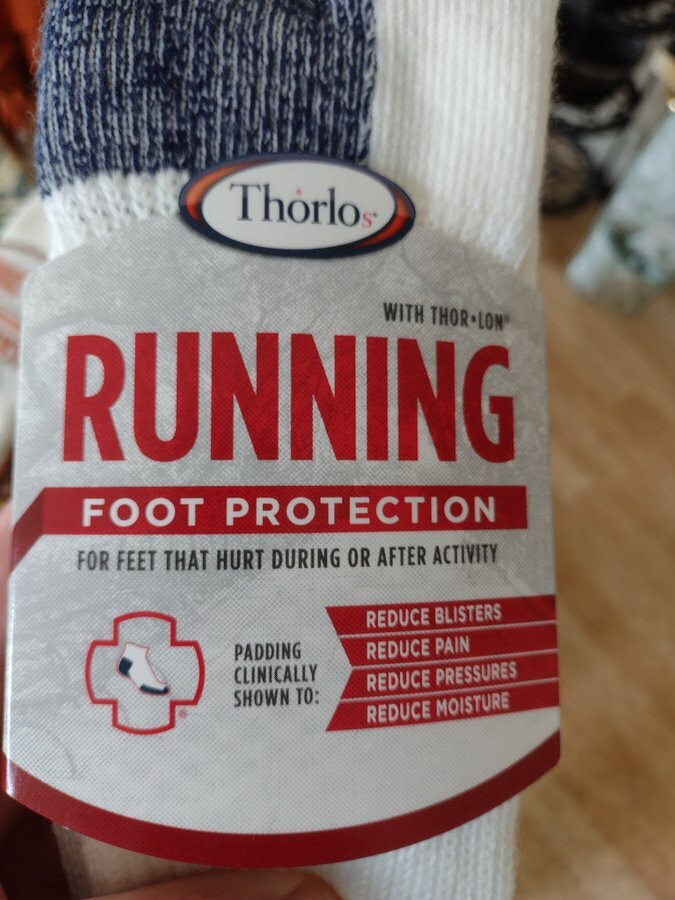 Thorlos®
WITH THOR•LON®
RUNNING
FOOT PROTECTION
FOR FEET THAT HURT DURING OR AFTER ACTIVITY
PADDING
CLINICALLY
SHOWN TO:
REDUCE BLISTERS
REDUCE PAIN
REDUCE PRESSURES
REDUCE MOISTURE
®